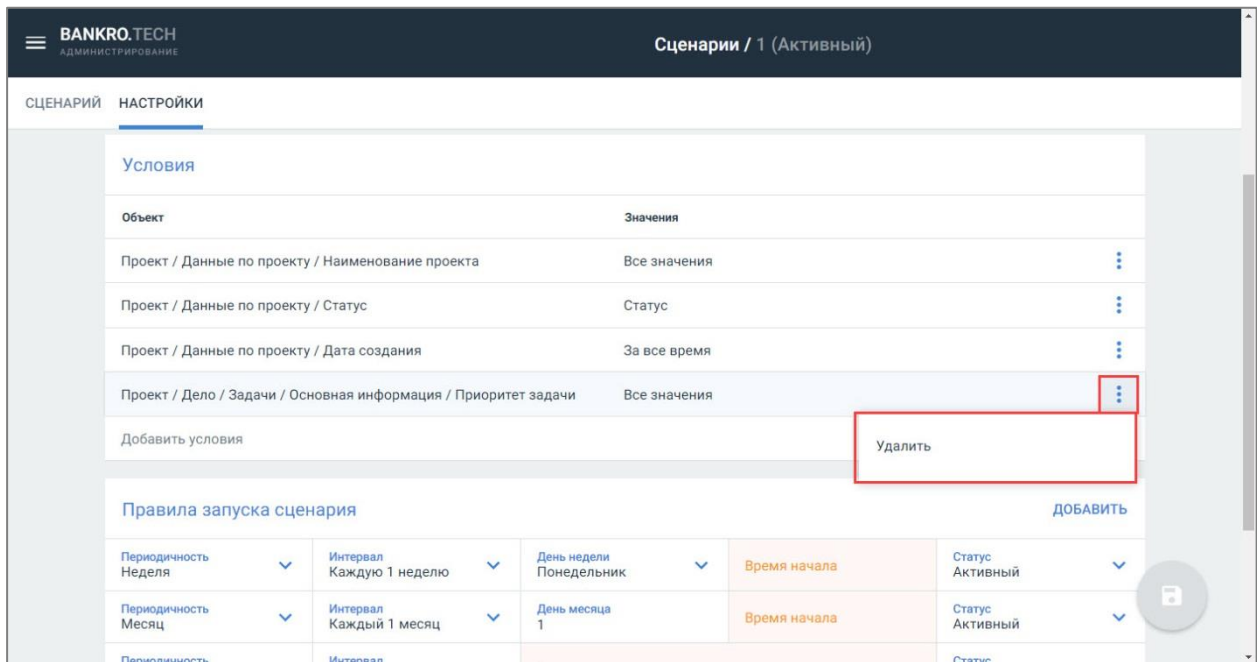 BANKRO.TECH
АДМИНИСТРИРОВАНИЕ
Сценарии / 1 (Активный)
СЦЕНАРИЙ НАСТРОЙКИ
Условия
Объект Значения
Проект / Данные по проекту / Наименование проекта Все значения
Проект / Данные по проекту / Статус Статус
Проект / Данные по проекту / Дата создания За все время
Проект / Дело / Задачи / Основная информация / Приоритет задачи Все значения
Добавить условия
Удалить
Правила запуска сценария ДОБАВИТЬ
Периодичность Интервал День недели Статус
Неделя Каждую 1 неделю Понедельник Время начала Активный
Периодичность Интервал День месяца Статус
Месяц Каждый 1 месяц 1 Время начала Активный
Периодичность Интервал Статус